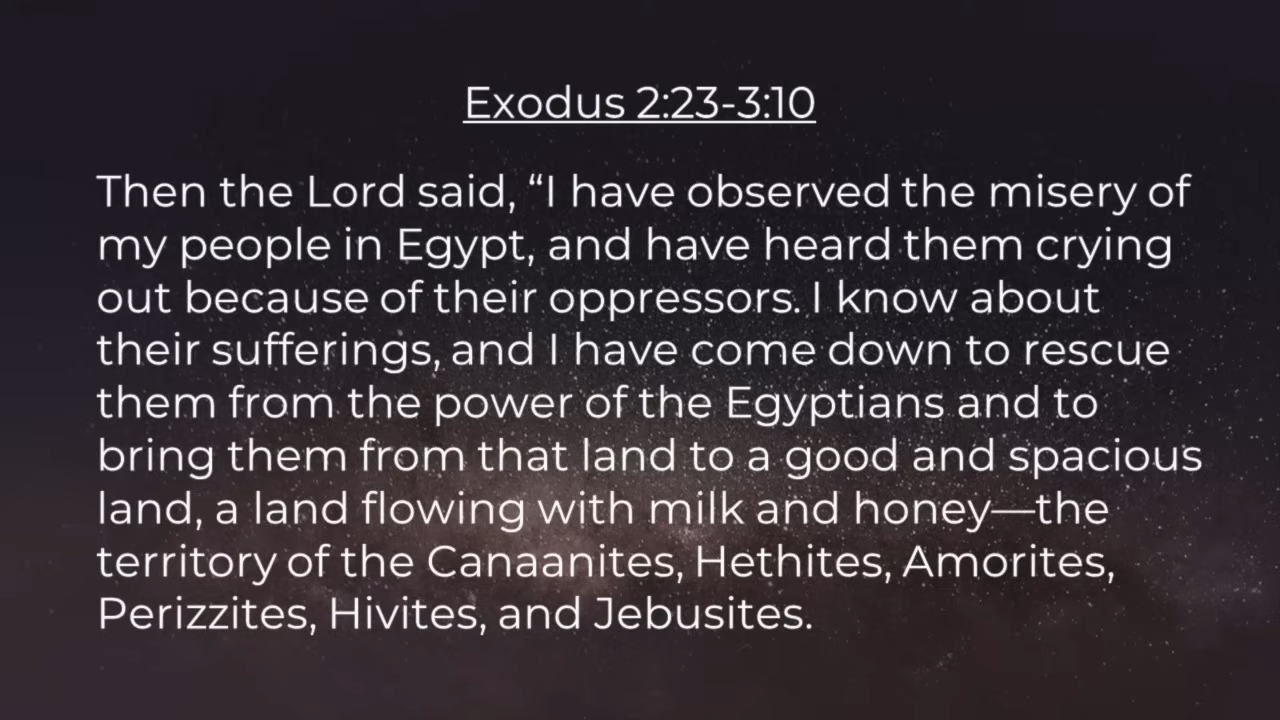 Exodus 2:23-3:10
Then the Lord said, “I have observed the misery of
my people in Egypt, and have heard them crying
out because of their oppressors. I know about
their sufferings, and I have come down to rescue
them from the power of the Egyptians and to
bring them from that land to a good and spacious
land, a land flowing with milk and honey—the
territory of the Canaanites, Hethites, Amorites,
Perizzites, Hivites, and Jebusites.